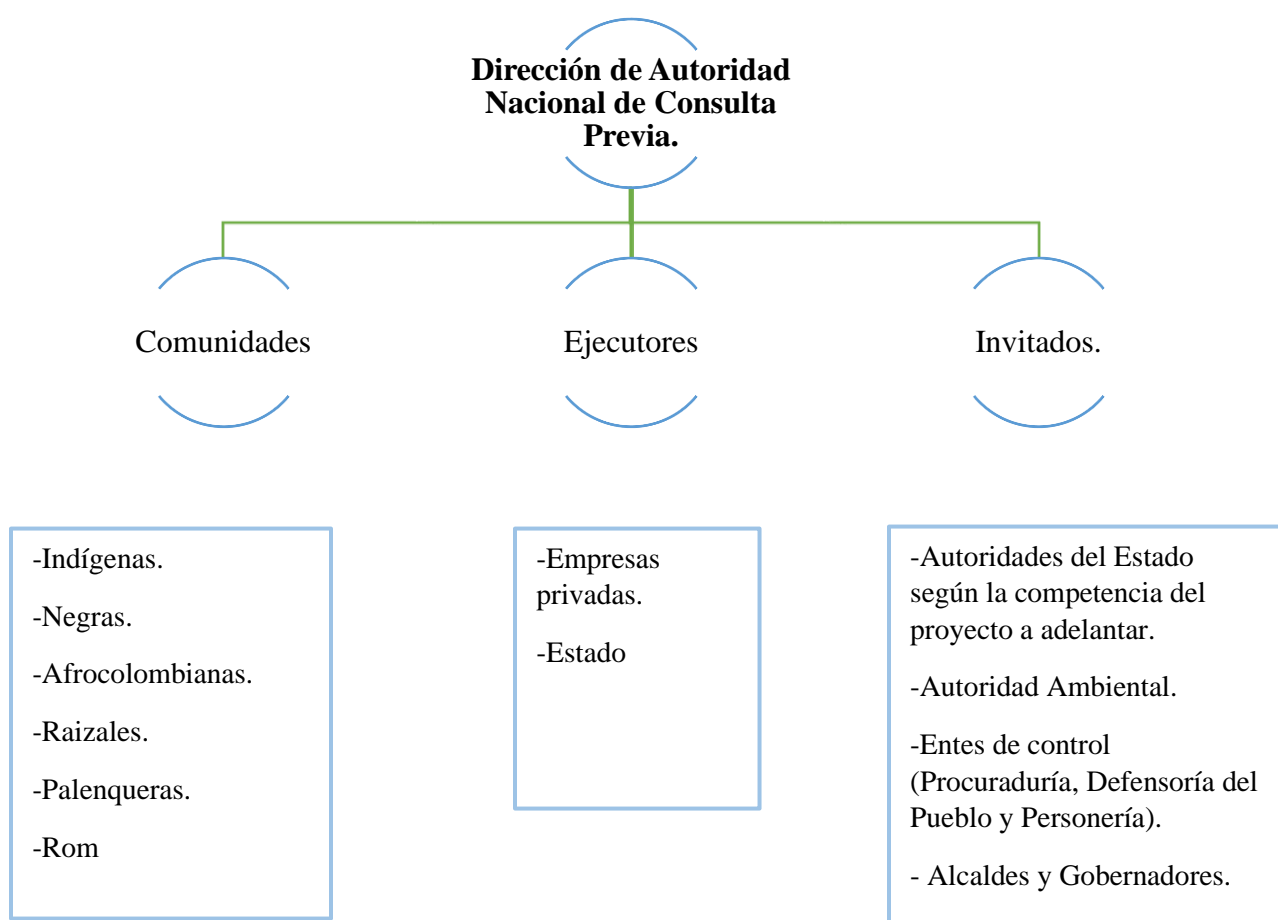 Dirección de Autoridad
Nacional de Consulta
Previa.
Comunidades
Ejecutores
Invitados.
-Indígenas.
-Negras.
-Afrocolombianas.
-Raizales.
-Palenqueras.
-Rom
-Empresas
privadas.
-Estado
-Autoridades del Estado
según la competencia del
proyecto a adelantar.
-Autoridad Ambiental.
-Entes de control
(Procuraduría, Defensoría del
Pueblo y Personería).
- Alcaldes y Gobernadores.